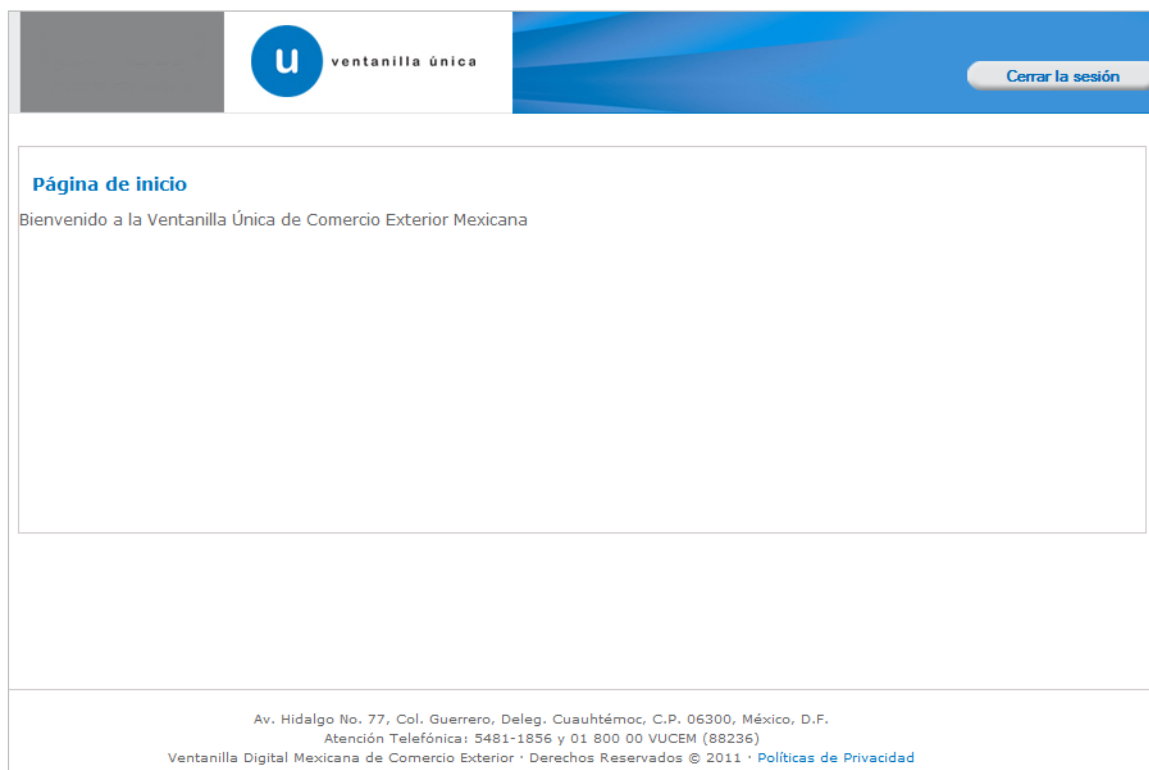 u
ventanilla única
Cerrar la sesión
Página de inicio
Bienvenido a la Ventanilla Única de Comercio Exterior Mexicana
Av. Hidalgo No. 77, Col. Guerrero, Deleg. Cuauhtémoc, C.P. 06300, México, D.F.
Atención Telefónica: 5481-1856 y 01 800 00 VUCEM (88236)
Ventanilla Digital Mexicana de Comercio Exterior · Derechos Reservados © 2011 · Políticas de Privacidad